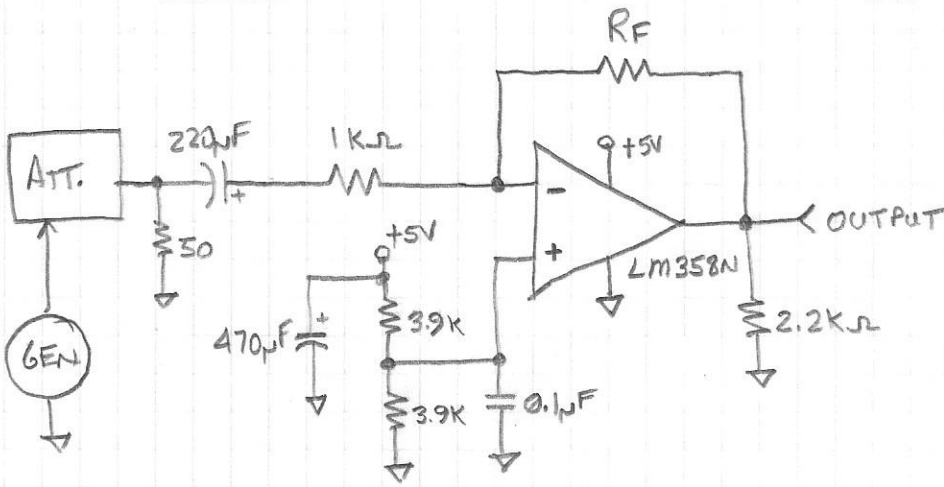 RF
220μF
1KΩ
+5V
ATT.
-
OUTPUT
+
50
+5V
+
LM358N
+
3.9K
470μF
2.2KΩ
GEN
3.9K
0.1μF